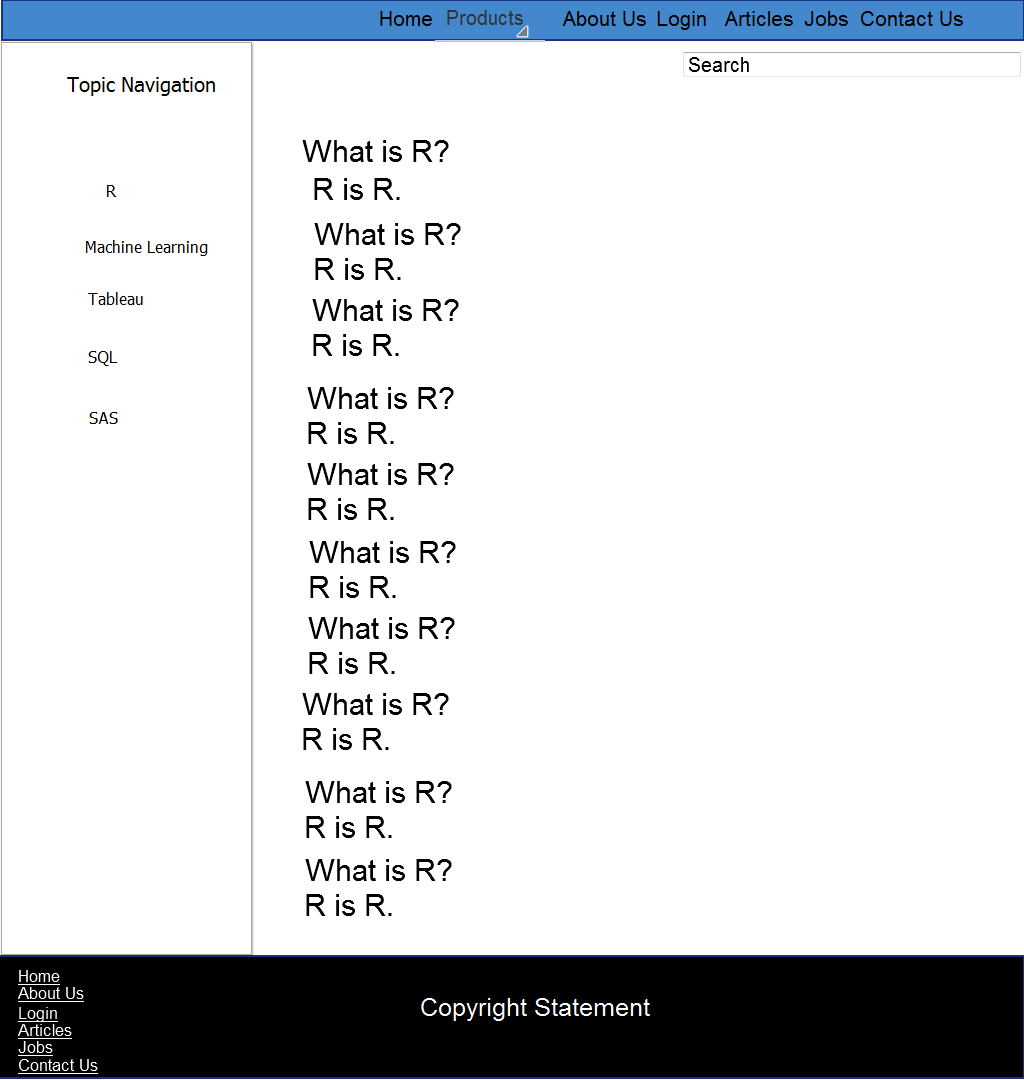 Home Products About Us Login Articles Jobs Contact Us
Search
Topic Navigation
R
Machine Learning
Tableau
SQL
SAS
What is R?
R is R.
What is R?
R is R.
What is R?
R is R.
What is R?
R is R.
What is R?
R is R.
What is R?
R is R.
What is R?
R is R.
What is R?
R is R.
What is R?
R is R.
What is R?
R is R.
Home
About Us
Login
Articles
Jobs
Contact Us
Copyright Statement